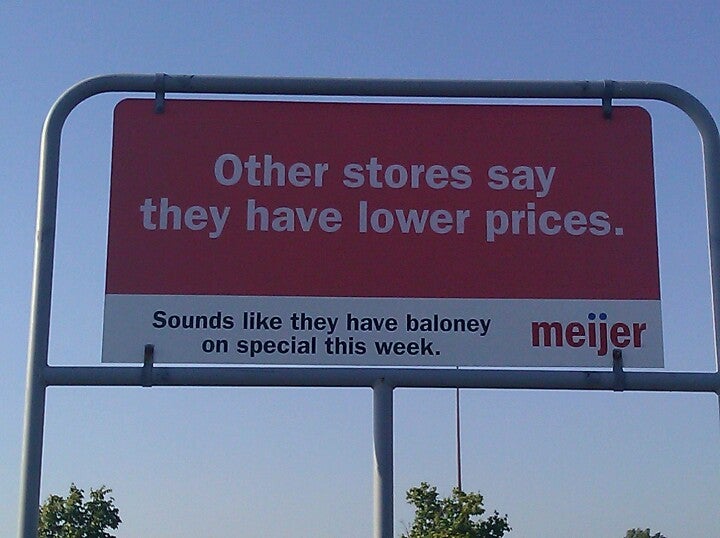 Other stores say
they have lower prices.
Sounds like they have baloney
on special this week.
meijer